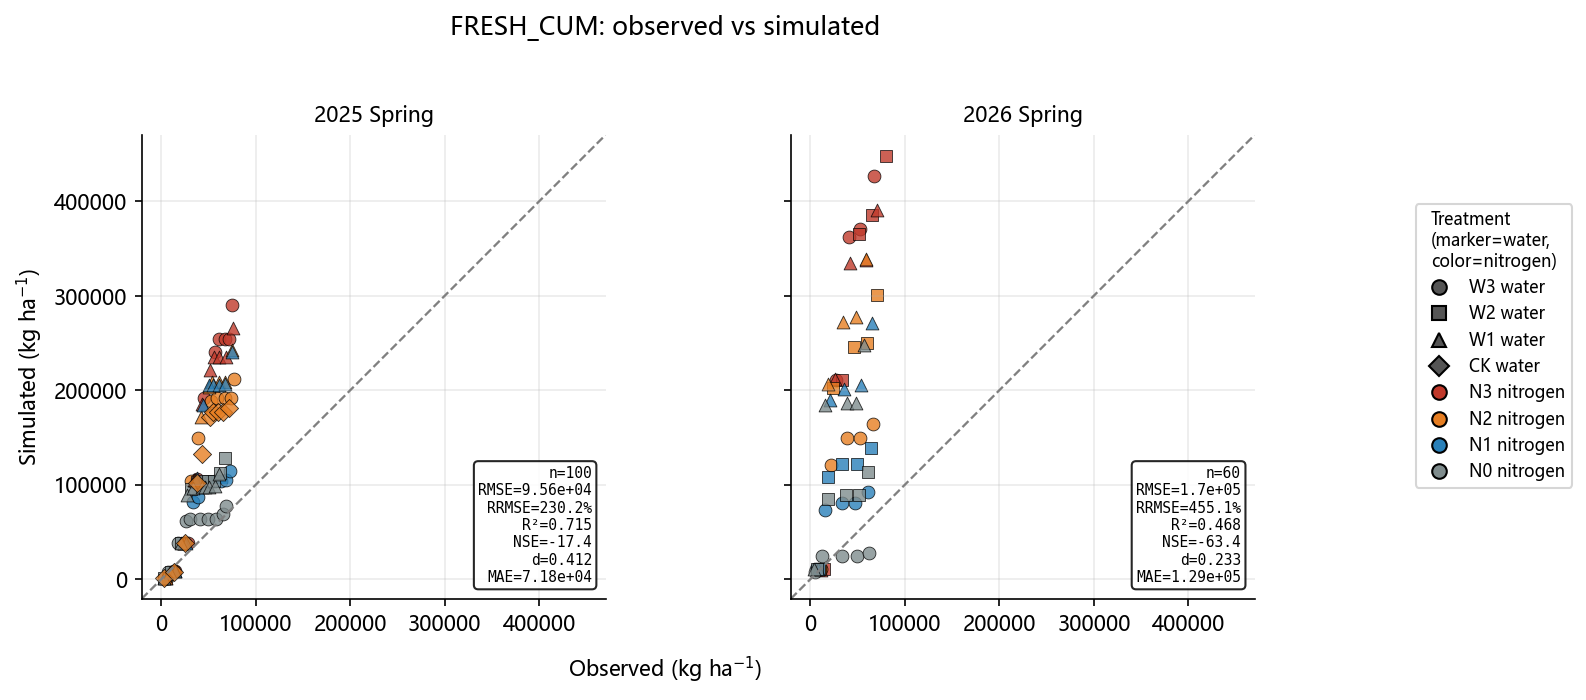 FRESH_CUM: observed vs simulated
2025 Spring
2026 Spring
Simulated (kg ha⁻¹)
400000
300000
200000
100000
0
n=100
RMSE=9.56e+04
RRMSE=230.2%
R²=0.715
NSE=-17.4
d=0.412
MAE=7.18e+04
n=60
RMSE=1.7e+05
RRMSE=455.1%
R²=0.468
NSE=-63.4
d=0.233
MAE=1.29e+05
0 100000 200000 300000 400000
0 100000 200000 300000 400000
Observed (kg ha⁻¹)
Treatment
(marker=water,
color=nitrogen)
W3 water
W2 water
W1 water
CK water
N3 nitrogen
N2 nitrogen
N1 nitrogen
N0 nitrogen